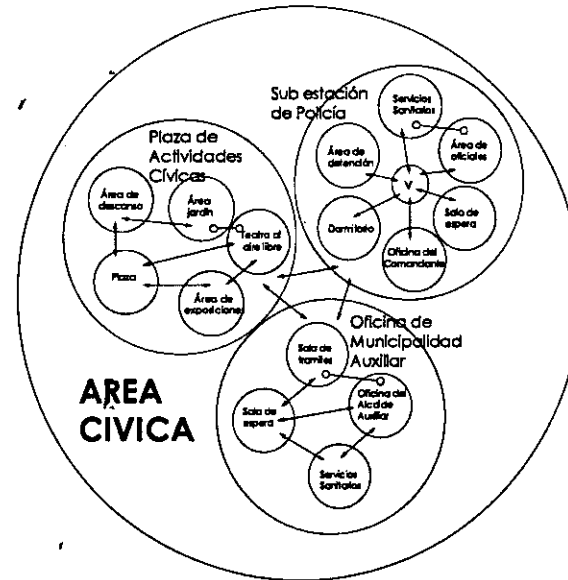 Sub estación
de Policía
Servicios
Sanitarios
Área de
oficiales
Área de
detención
V
Dormitorio
Sala de
espera
Oficina del
Comandante
Plaza de
Actividades
Cívicas
Área de
descanso
Área
jardín
Teatro al
aire libre
Plaza
Área de
exposiciones
Oficina de
Municipalidad
Auxiliar
Sala de
tramites
Oficina del
Alcalde
Auxiliar
Sala de
espera
Servicios
Sanitarios
AREA
CIVICA